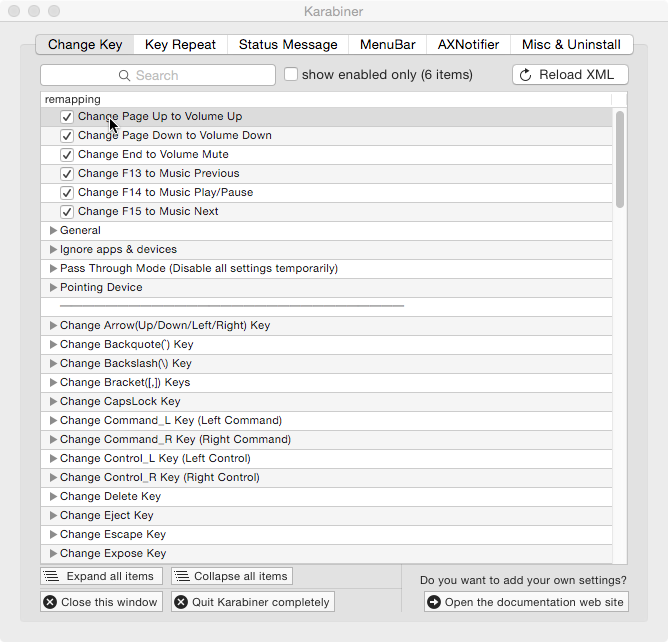 Karabiner
Change Key Key Repeat Status Message MenuBar AXNotifier Misc & Uninstall
Search show enabled only (6 items) Reload XML
remapping
Change Page Up to Volume Up
Change Page Down to Volume Down
Change End to Volume Mute
Change F13 to Music Previous
Change F14 to Music Play/Pause
Change F15 to Music Next
General
Ignore apps & devices
Pass Through Mode (Disable all settings temporarily)
Pointing Device
Change Arrow(Up/Down/Left/Right) Key
Change Backquote(`) Key
Change Backslash(\) Key
Change Bracket([,]) Keys
Change CapsLock Key
Change Command_L Key (Left Command)
Change Command_R Key (Right Command)
Change Control_L Key (Left Control)
Change Control_R Key (Right Control)
Change Delete Key
Change Eject Key
Change Escape Key
Change Expose Key
Expand all items Collapse all items
Do you want to add your own settings?
Close this window Quit Karabiner completely Open the documentation web site